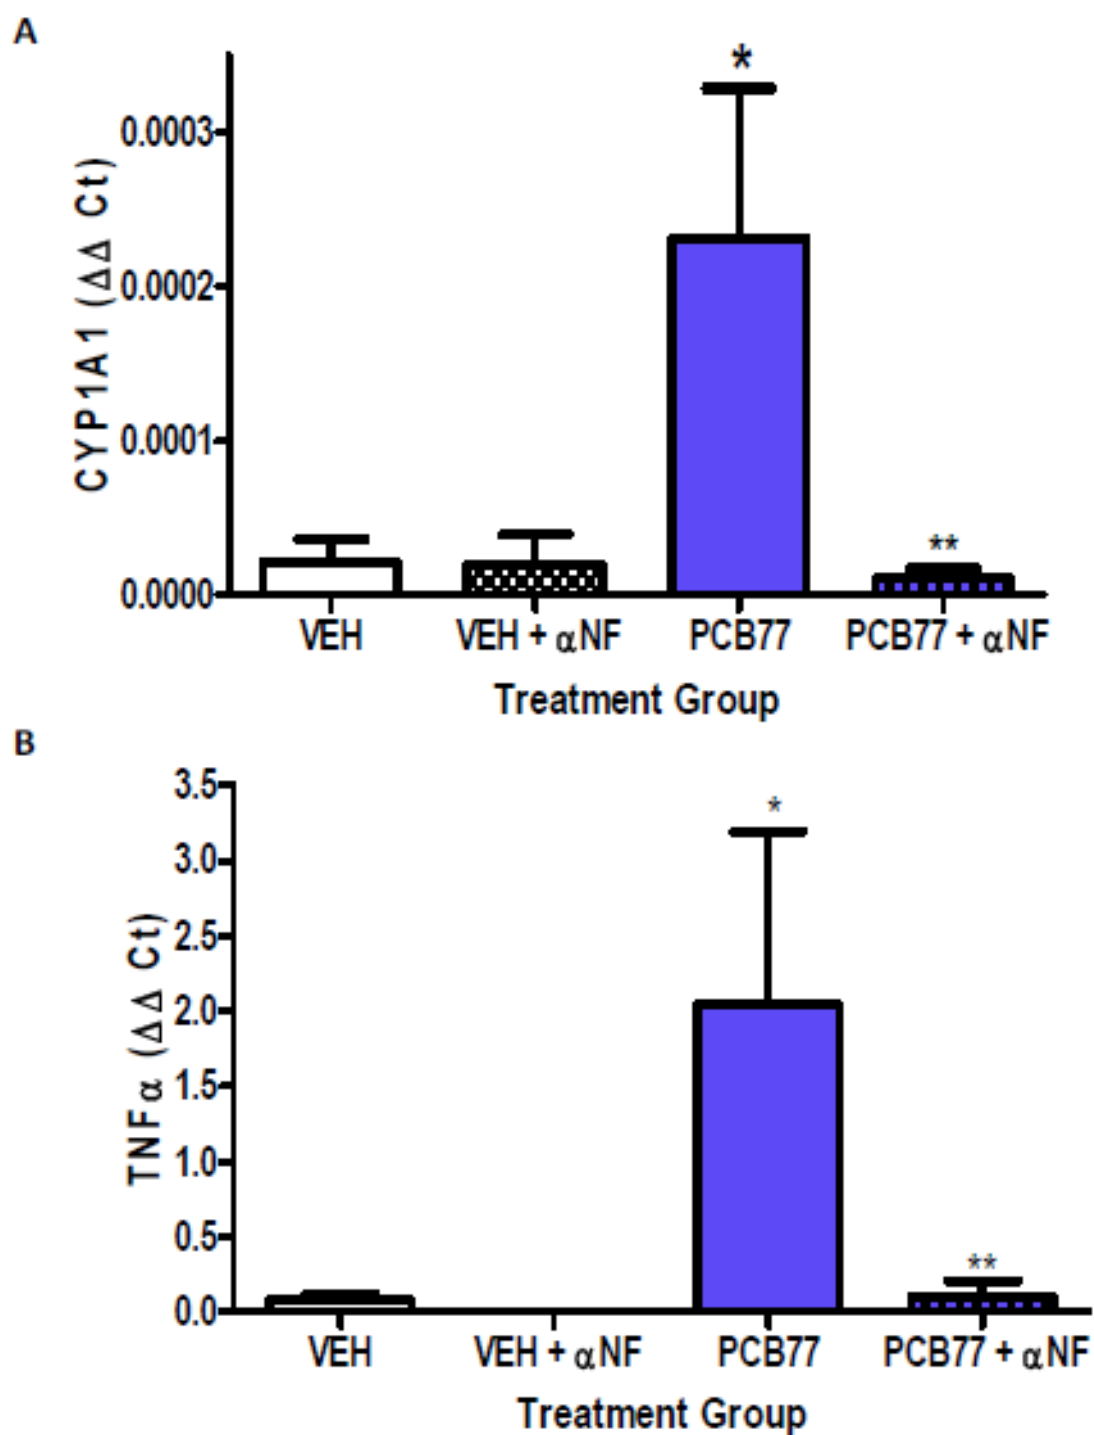 A
CYP1A1 (ΔΔ Ct)
0.0003
0.0002
0.0001
0.0000
*
**
VEH
VEH + αNF
PCB77
PCB77 + αNF
Treatment Group
B
TNFα (ΔΔ Ct)
3.5
3.0
2.5
2.0
1.5
1.0
0.5
0.0
*
**
VEH
VEH + αNF
PCB77
PCB77 + αNF
Treatment Group